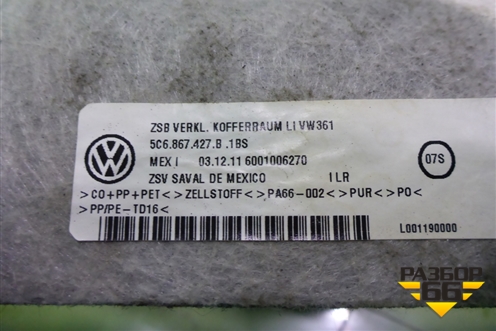 ZSB VERKL. KOFFERRAUM LI VW361
5C6.867.427.B .1BS
MEX I 03.12.11 6001006270
07S
ZSV SAVAL DE MEXICO I LR
>CO+PP+PET< >ZELLSTOFF< >PA66-002< >PUR< >PO<
>PP/PE-TD16<
L001190000
РАЗБОР
66